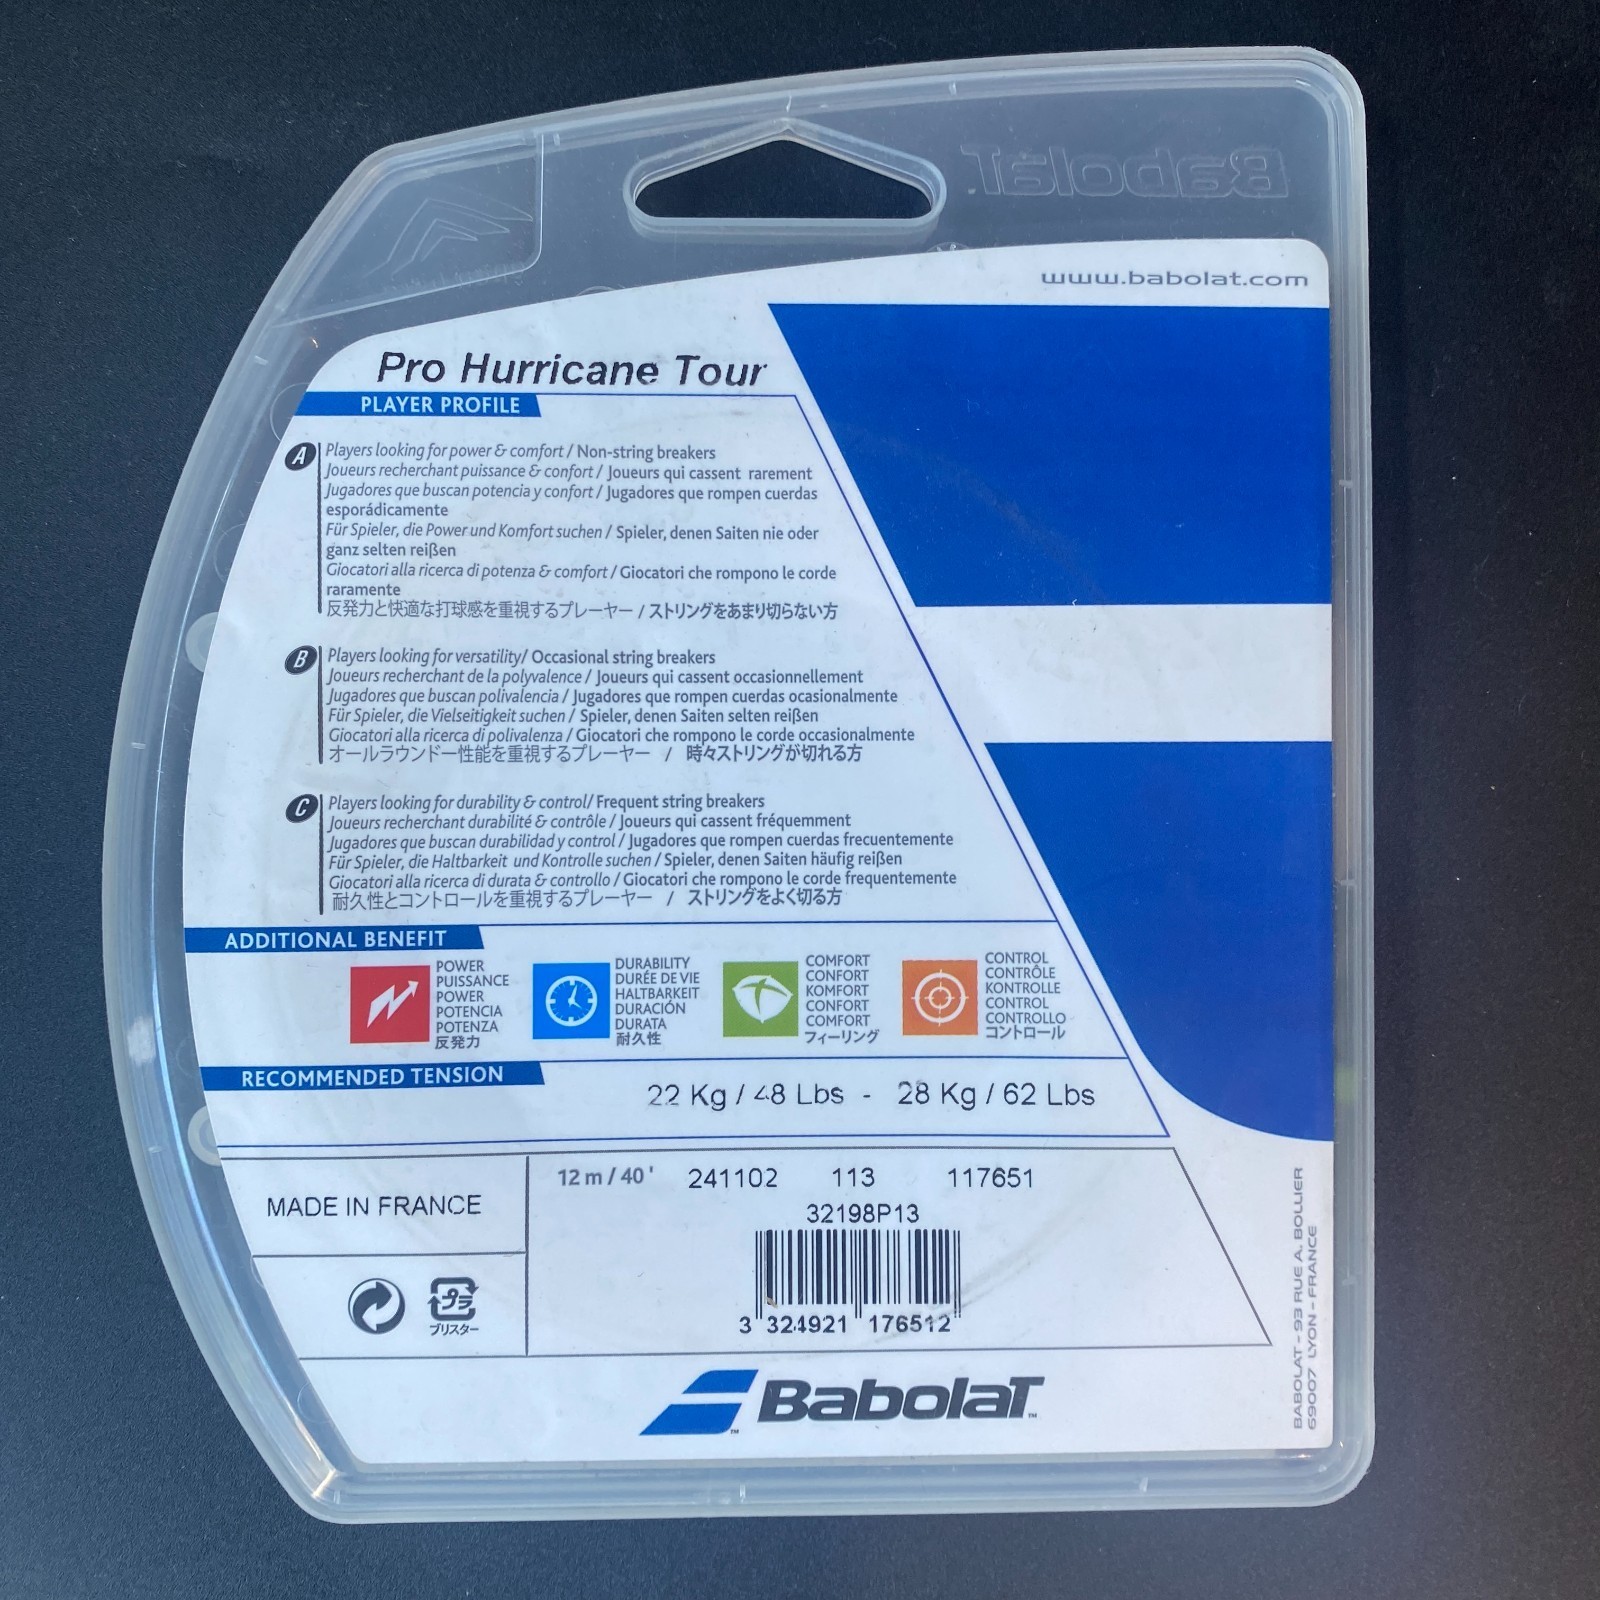 BabolaT
www.babolat.com
Pro Hurricane Tour
PLAYER PROFILE
A
Players looking for power & comfort / Non-string breakers
Joueurs recherchant puissance & confort / Joueurs qui cassent rarement
Jugadores que buscan potencia y confort / Jugadores que rompen cuerdas
esporádicamente
Für Spieler, die Power und Komfort suchen / Spieler, denen Saiten nie oder
ganz selten reißen
Giocatori alla ricerca di potenza & comfort / Giocatori che rompono le corde
raramente
反発力と快適な打球感を重視するプレーヤー / ストリングをあまり切らない方
B
Players looking for versatility/ Occasional string breakers
Joueurs recherchant de la polyvalence / Joueurs qui cassent occasionnellement
Jugadores que buscan polivalencia / Jugadores que rompen cuerdas ocasionalmente
Für Spieler, die Vielseitigkeit suchen / Spieler, denen Saiten selten reißen
Giocatori alla ricerca di polivalenza / Giocatori che rompono le corde occasionalmente
オールラウンドー性能を重視するプレーヤー / 時々ストリングが切れる方
C
Players looking for durability & control/ Frequent string breakers
Joueurs recherchant durabilité & contrôle / Joueurs qui cassent fréquemment
Jugadores que buscan durabilidad y control / Jugadores que rompen cuerdas frecuentemente
Für Spieler, die Haltbarkeit und Kontrolle suchen / Spieler, denen Saiten häufig reißen
Giocatori alla ricerca di durata & controllo / Giocatori che rompono le corde frequentemente
耐久性とコントロールを重視するプレーヤー / ストリングをよく切る方
ADDITIONAL BENEFIT
POWER
PUISSANCE
POWER
POTENCIA
POTENZA
反発力
DURABILITY
DURÉE DE VIE
HALTBARKEIT
DURACIÓN
DURATA
耐久性
COMFORT
CONFORT
KOMFORT
CONFORT
COMFORT
フィーリング
CONTROL
CONTRÔLE
KONTROLLE
CONTROL
CONTROLLO
コントロール
RECOMMENDED TENSION
22 Kg / 48 Lbs - 28 Kg / 62 Lbs
MADE IN FRANCE
12 m / 40' 241102 113 117651
32198P13
3 324921 176512
プラ
ブリスター
BabolaT™
BABOLAT - 93 RUE A. BOLLIER
69007 LYON - FRANCE